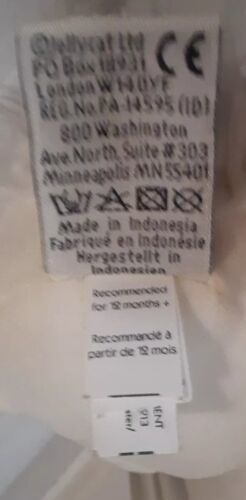 ©Jellycat Ltd CE
PO Box 18931
London W14 0YE
REG. No. PA-14595 (ID)
800 Washington
Ave. North, Suite #303
Minneapolis MN 55401
Made in Indonesia
Fabriqué en Indonésie
Hergestellt in
Indonesien
Recommended
for 12 months +
Recommandé à
partir de 12 mois
913